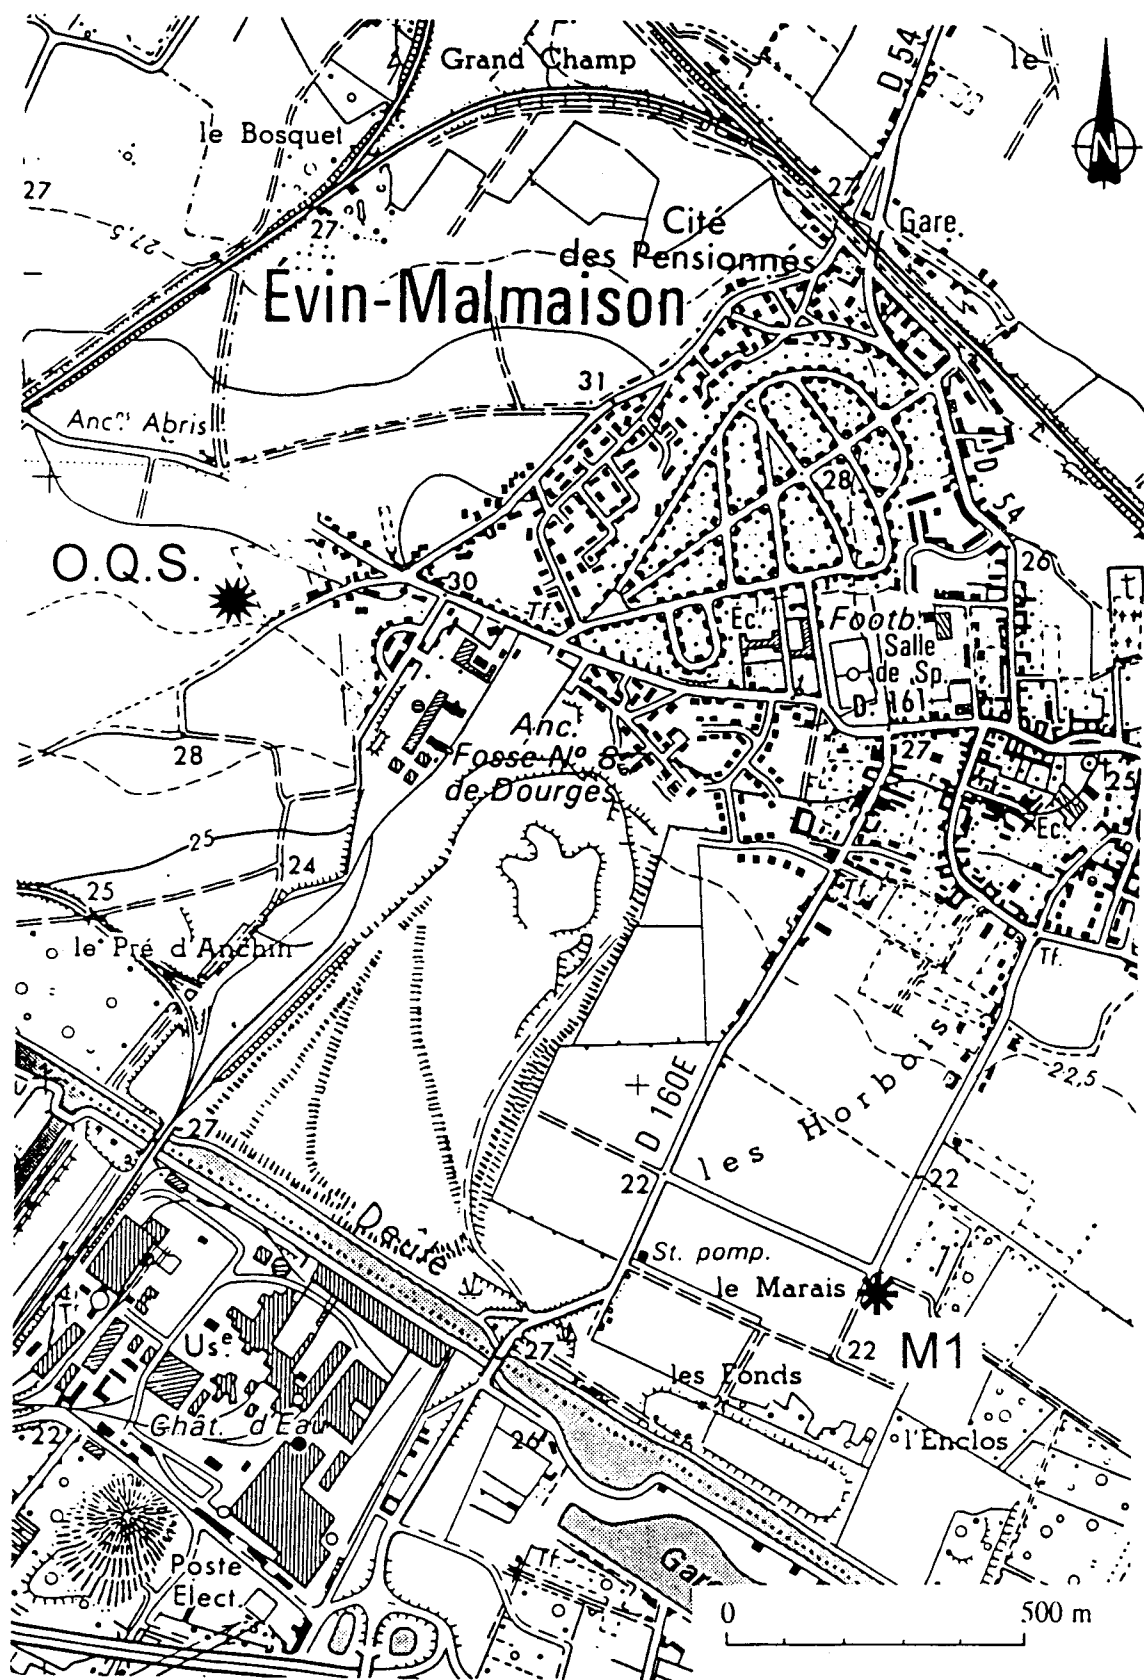 Grand Champ
D 54
le
le Bosquet
N
27
27
27
27,5
Cité
des Pensionnés
Gare.
Évin-Malmaison
31
Anc.ns Abris
28
D
54
26
O.Q.S.
30
Tf.
Éc.
Footb.
Salle
de Sp.
D 161
Anc.
Fosse Nº 8
de Dourges
28
27
25
Éc.
25
24
25
Tf.
le Pré d'Anchin
Tf.
22,5
D 160E
les Horbois
27
22
22
Deûle
St. pomp.
le Marais
Us.e
27
22
M1
les Fonds
22
Chât. d'Eau
26
l'Enclos
Poste
Elect.
Tf.
Gare
0
500 m